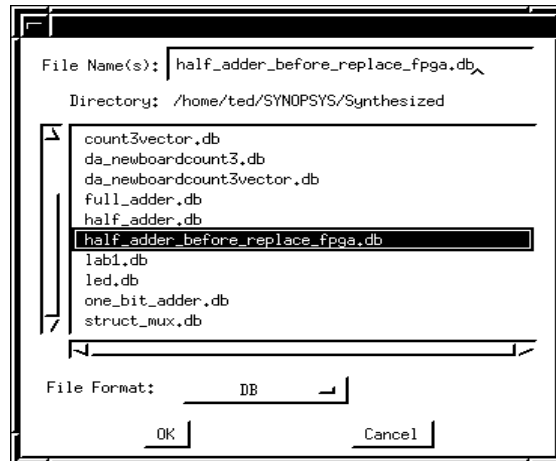 File Name(s): half_adder_before_replace_fpga.db
Directory: /home/ted/SYNOPSYS/Synthesized
count3vector.db
da_newboardcount3.db
da_newboardcount3vector.db
full_adder.db
half_adder.db
half_adder_before_replace_fpga.db
lab1.db
led.db
one_bit_adder.db
struct_mux.db
File Format: DB
OK Cancel